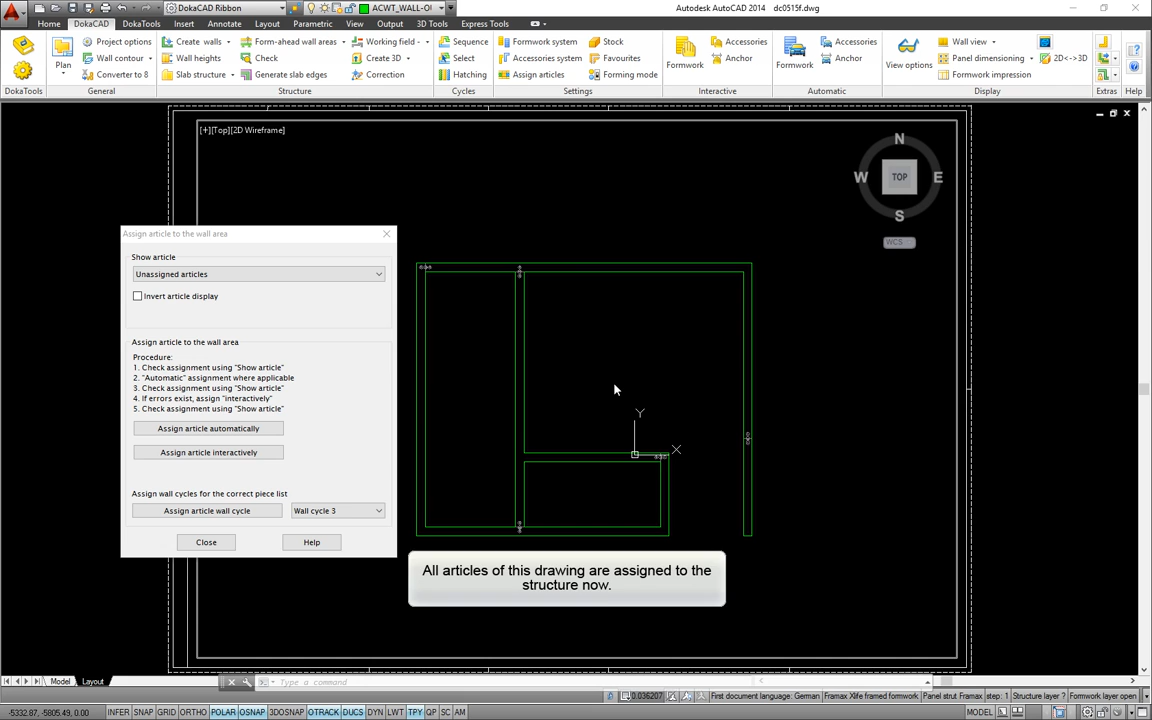 DokaCAD Ribbon
ACWT_WALL-O
Autodesk AutoCAD 2014 dc0515f.dwg
Home DokaCAD DokaTools Insert Annotate Layout Parametric View Output 3D Tools Express Tools
Plan
Project options
Wall contour
Converter to 8
General
Create walls
Wall heights
Slab structure
Form-ahead wall areas
Check
Generate slab edges
Working field
Create 3D
Correction
Structure
Sequence
Select
Hatching
Cycles
Formwork system
Accessories system
Assign articles
Stock
Favourites
Forming mode
Settings
Formwork
Accessories
Anchor
Interactive
Formwork
Accessories
Anchor
Automatic
View options
Wall view
Panel dimensioning
Formwork impression
2D<->3D
Display
Extras
Help
[+][Top][2D Wireframe]
N
W TOP E
S
WCS
Assign article to the wall area
Show article
Unassigned articles
Invert article display
Assign article to the wall area
Procedure:
1. Check assignment using "Show article"
2. "Automatic" assignment where applicable
3. Check assignment using "Show article"
4. If errors exist, assign "interactively"
5. Check assignment using "Show article"
Assign article automatically
Assign article interactively
Assign wall cycles for the correct piece list
Assign article wall cycle
Wall cycle 3
Close
Help
Y
X
All articles of this drawing are assigned to the
structure now.
Model Layout
Type a command
0.036207 First document language: German Framax Xlife framed formwork Panel strut Framax step: 1 Structure layer ? Formwork layer open
-5332.87, -5805.49, 0.00 INFER SNAP GRID ORTHO POLAR OSNAP 3DOSNAP OTRACK DUCS DYN LWT TPY QP SC AM MODEL